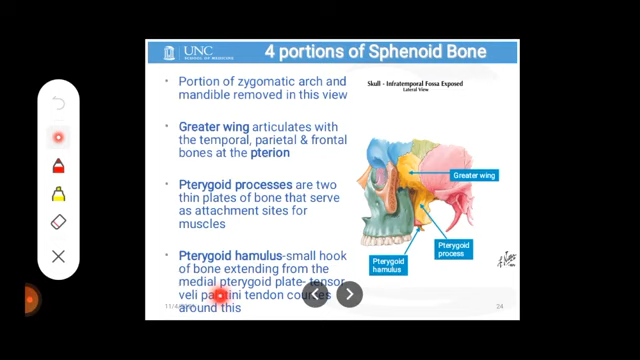 UNC
SCHOOL OF MEDICINE
4 portions of Sphenoid Bone
Portion of zygomatic arch and
mandible removed in this view
Greater wing articulates with
the temporal, parietal & frontal
bones at the pterion
Pterygoid processes are two
thin plates of bone that serve
as attachment sites for
muscles
Pterygoid hamulus-small hook
of bone extending from the
medial pterygoid plate- tensor
veli tendon courses
around this
Skull - Infratemporal Fossa Exposed
Lateral View
Greater wing
Pterygoid
process
Pterygoid
hamulus
24